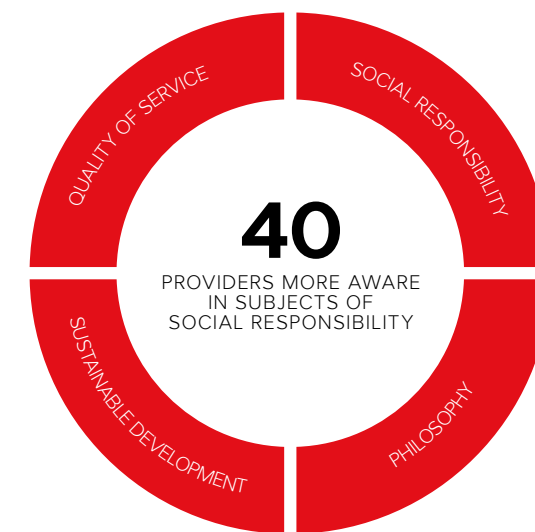 QUALITY OF SERVICE
SOCIAL RESPONSIBILITY
40
PROVIDERS MORE AWARE
IN SUBJECTS OF
SOCIAL RESPONSIBILITY
SUSTAINABLE DEVELOPMENT
PHILOSOPHY